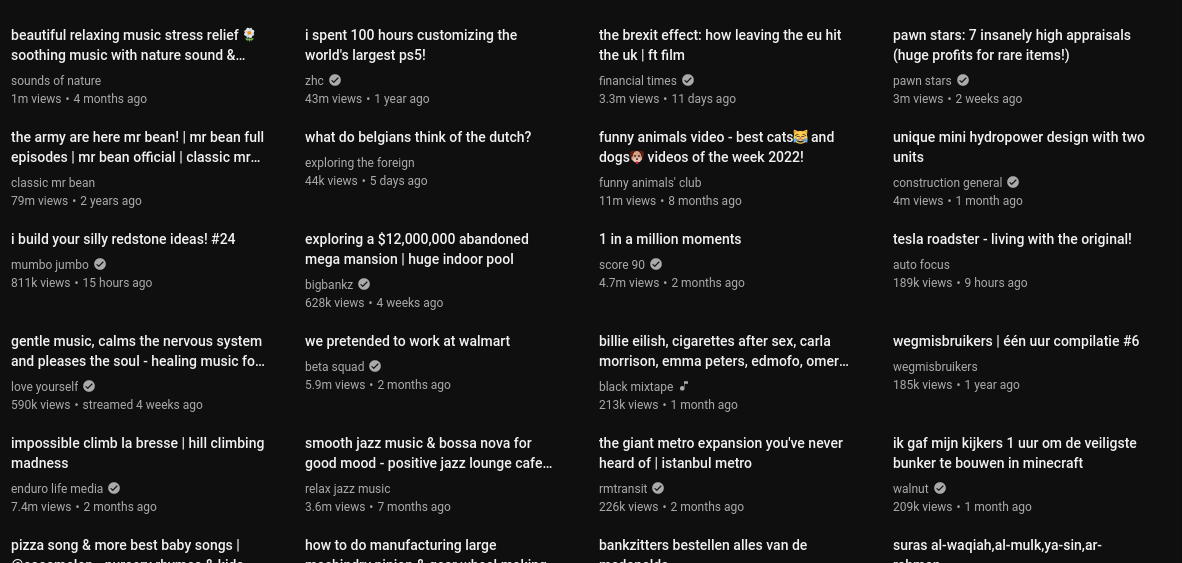 beautiful relaxing music stress relief 🌼
soothing music with nature sound &...
sounds of nature
1m views • 4 months ago
i spent 100 hours customizing the
world's largest ps5!
zhc
43m views • 1 year ago
the brexit effect: how leaving the eu hit
the uk | ft film
financial times
3.3m views • 11 days ago
pawn stars: 7 insanely high appraisals
(huge profits for rare items!)
pawn stars
3m views • 2 weeks ago
the army are here mr bean! | mr bean full
episodes | mr bean official | classic mr...
classic mr bean
79m views • 2 years ago
what do belgians think of the dutch?
exploring the foreign
44k views • 5 days ago
funny animals video - best cats😹 and
dogs🐶 videos of the week 2022!
funny animals' club
11m views • 8 months ago
unique mini hydropower design with two
units
construction general
4m views • 1 month ago
i build your silly redstone ideas! #24
mumbo jumbo
811k views • 15 hours ago
exploring a $12,000,000 abandoned
mega mansion | huge indoor pool
bigbankz
628k views • 4 weeks ago
1 in a million moments
score 90
4.7m views • 2 months ago
tesla roadster - living with the original!
auto focus
189k views • 9 hours ago
gentle music, calms the nervous system
and pleases the soul - healing music fo...
love yourself
590k views • streamed 4 weeks ago
we pretended to work at walmart
beta squad
5.9m views • 2 months ago
billie eilish, cigarettes after sex, carla
morrison, emma peters, edmofo, omer...
black mixtape
213k views • 1 month ago
wegmisbruikers | één uur compilatie #6
wegmisbruikers
185k views • 1 year ago
impossible climb la bresse | hill climbing
madness
enduro life media
7.4m views • 2 months ago
smooth jazz music & bossa nova for
good mood - positive jazz lounge cafe...
relax jazz music
3.6m views • 7 months ago
the giant metro expansion you've never
heard of | istanbul metro
rmtransit
226k views • 2 months ago
ik gaf mijn kijkers 1 uur om de veiligste
bunker te bouwen in minecraft
walnut
209k views • 1 month ago
pizza song & more best baby songs |
how to do manufacturing large
bankzitters bestellen alles van de
suras al-waqiah,al-mulk,ya-sin,ar-